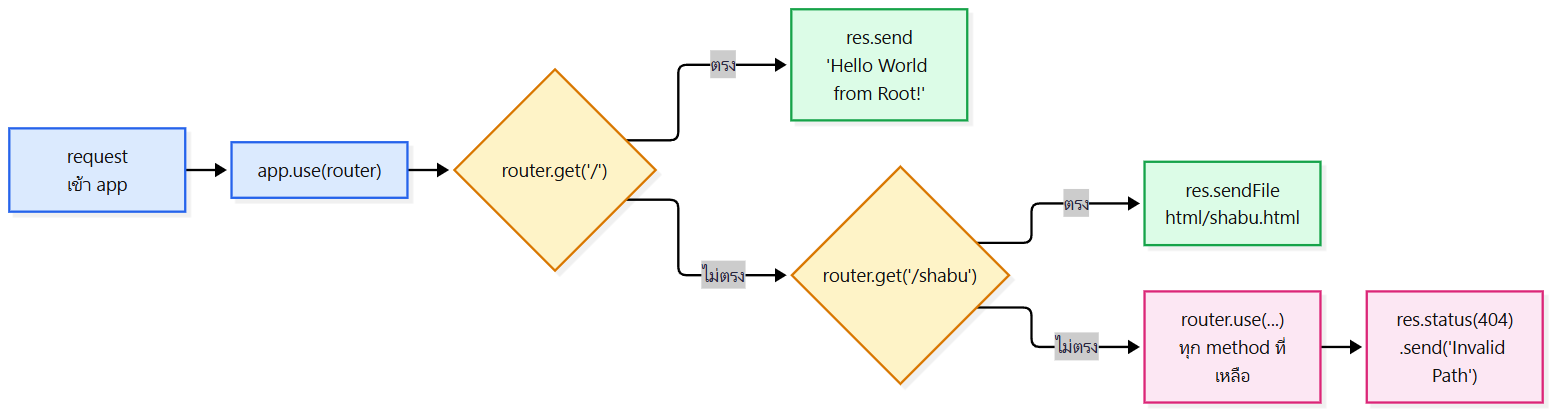 request
เข้า app
app.use(router)
router.get('/')
ตรง
res.send
'Hello World
from Root!'
ไม่ตรง
router.get('/shabu')
ตรง
res.sendFile
html/shabu.html
ไม่ตรง
router.use(...)
ทุก method ที่
เหลือ
res.status(404)
.send('Invalid
Path')